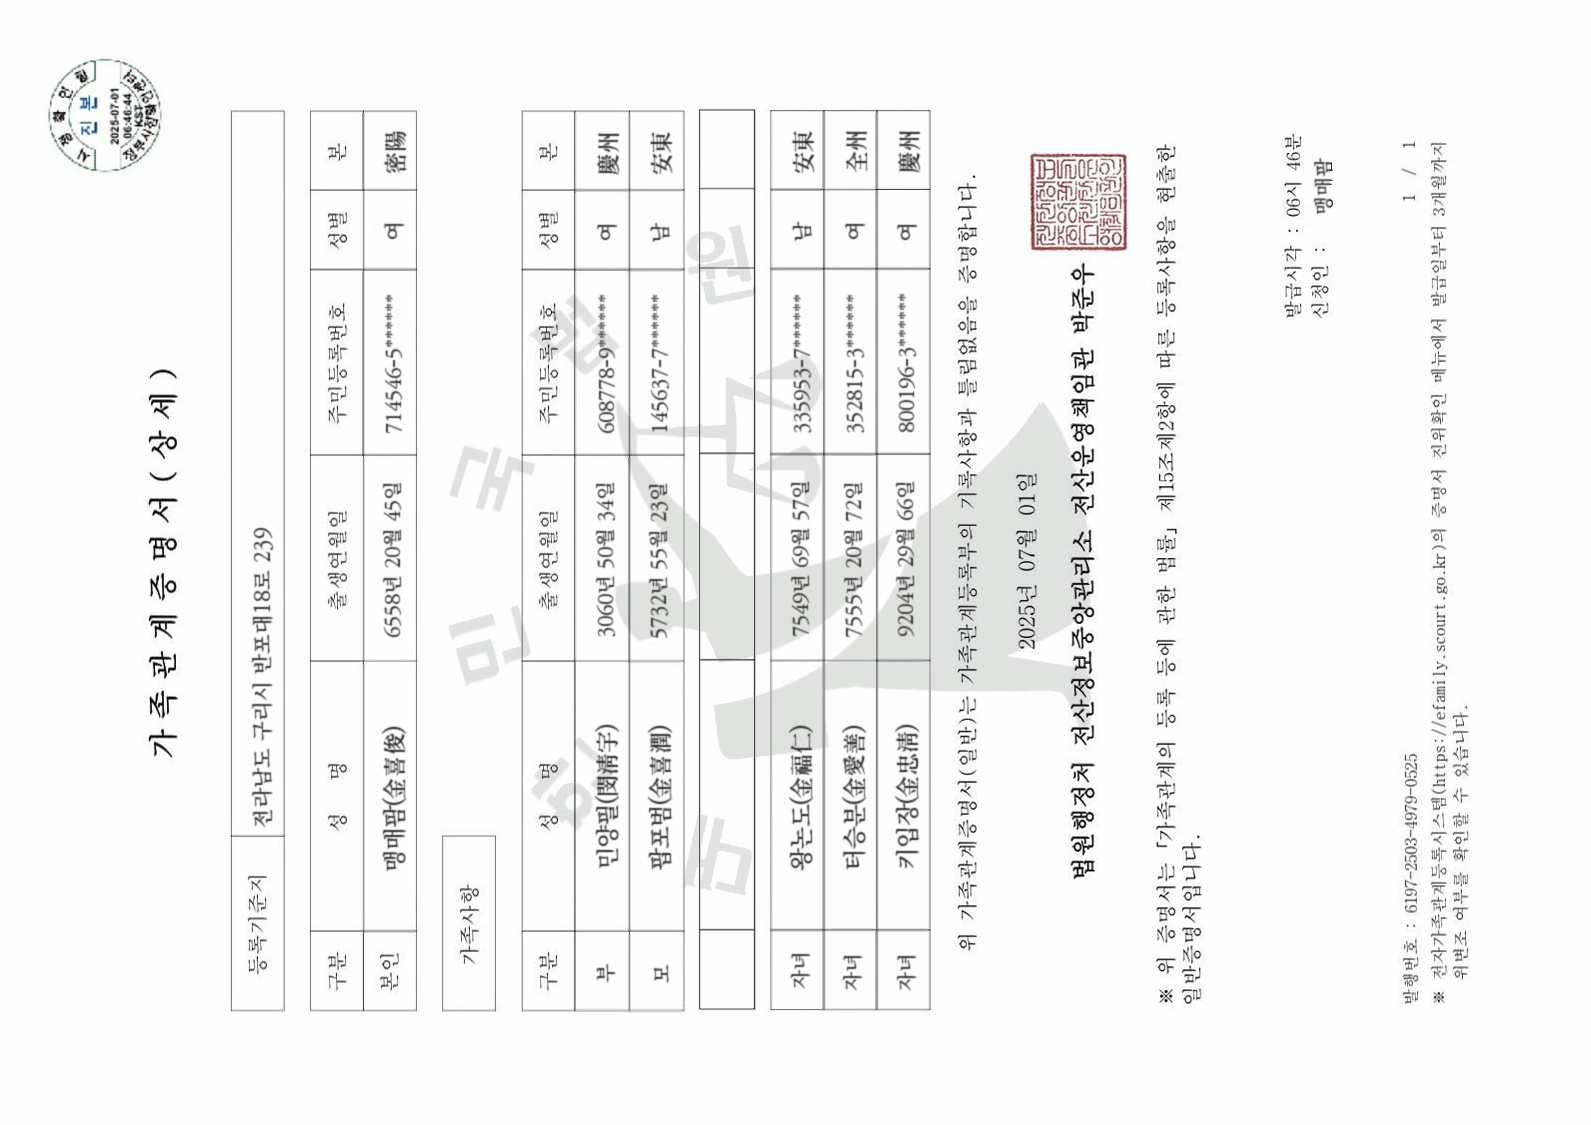 시점확인필
진본
2025-07-01
06:46:44
KST
가족관계증명서(상세)
등록기준지 전라남도 구리시 반포대18로 239
구분 성 명 출생연월일 주민등록번호 성별 본
본인 맹매팜(金喜俊) 6558년 20월 45일 714546-5****** 여 密陽
가족사항
구분 성 명 출생연월일 주민등록번호 성별 본
부 민양필(閔淸宇) 3060년 50월 34일 608778-9****** 여 慶州
모 팜포범(金喜潤) 5732년 55월 23일 145637-7****** 남 安東
자녀 왕논도(金福仁) 7549년 69월 57일 335953-7****** 남 安東
자녀 터승분(金愛善) 7555년 20월 72일 352815-3****** 여 全州
자녀 키임장(金忠淸) 9204년 29월 66일 800196-3****** 여 慶州
위 가족관계증명서(일반)는 가족관계등록부의 기록사항과 틀림없음을 증명합니다.
2025년 07월 01일
법원행정처 전산정보중앙관리소 전산운영책임관 박준우
※ 위 증명서는 「가족관계의 등록 등에 관한 법률」 제15조제2항에 따른 등록사항을 현출한
일반증명서입니다.
발급시각 : 06시 46분
신청인 : 맹매팜
발행번호 : 6197-2503-4979-0525
1 / 1
※ 전자가족관계등록시스템(https://efamily.scourt.go.kr)의 증명서 진위확인 메뉴에서 발급일부터 3개월까지
위변조 여부를 확인할 수 있습니다.